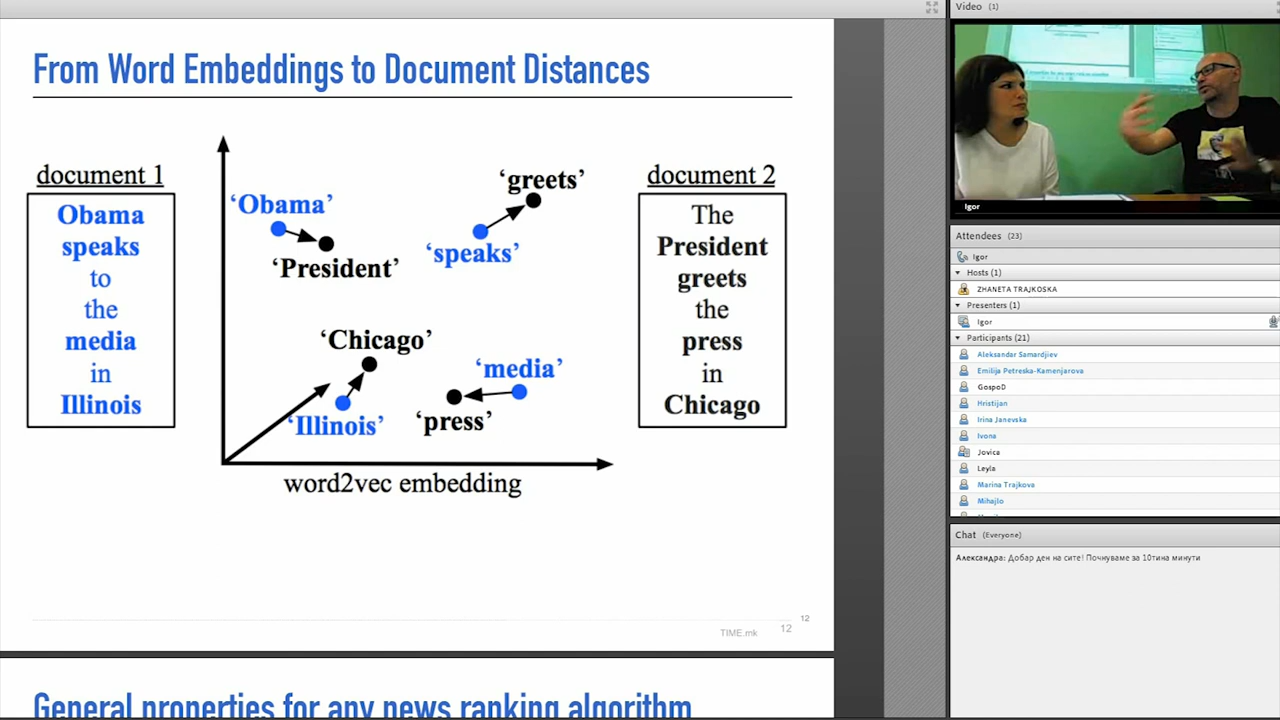 From Word Embeddings to Document Distances
document 1
Obama
speaks
to
the
media
in
Illinois
‘Obama’
‘President’
‘greets’
‘speaks’
‘Chicago’
‘Illinois’
‘media’
‘press’
word2vec embedding
document 2
The
President
greets
the
press
in
Chicago
12
TIME.mk 12
General properties for any news ranking algorithm
Video (1)
Igor
Attendees (23)
Igor
Hosts (1)
ZHANETA TRAJKOSKA
Presenters (1)
Igor
Participants (21)
Aleksandar Samardjiev
Emilija Petreska-Kamenjarova
GospoD
Hristijan
Irina Janevska
Ivona
Jovica
Leyla
Marina Trajkova
Mihajlo
Chat (Everyone)
Александра: Добар ден на сите! Почнуваме за 10тина минути